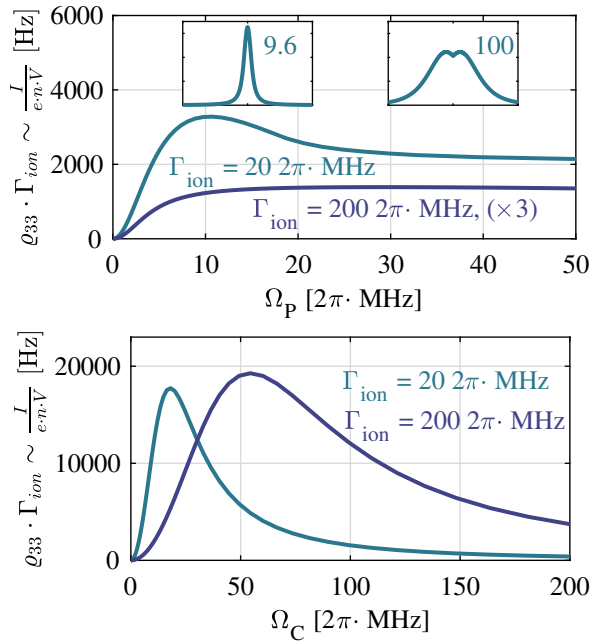 6000
4000
2000
0
ϱ33 · Γion ∼ I/e·n·V [Hz]
9.6
100
Γion = 20 2π· MHz
Γion = 200 2π· MHz, (×3)
0 10 20 30 40 50
ΩP [2π· MHz]
20000
10000
0
ϱ33 · Γion ∼ I/e·n·V [Hz]
Γion = 20 2π· MHz
Γion = 200 2π· MHz
0 50 100 150 200
ΩC [2π· MHz]